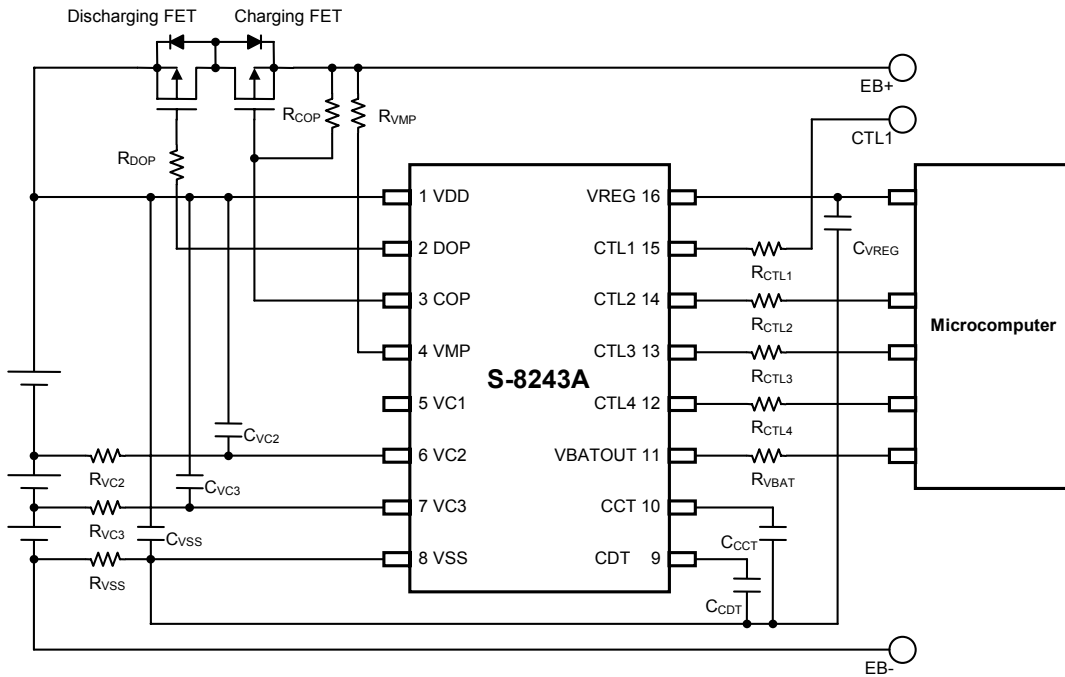 Discharging FET
Charging FET
EB+
RCOP
RVMP
CTL1
RDOP
1 VDD
VREG 16
2 DOP
CTL1 15
CVREG
RCTL1
3 COP
CTL2 14
Microcomputer
RCTL2
4 VMP
CTL3 13
S-8243A
RCTL3
5 VC1
CTL4 12
CVC2
RCTL4
6 VC2
VBATOUT 11
RVC2
CVC3
RVBAT
7 VC3
CCT 10
RVC3
CVSS
CCCT
8 VSS
CDT 9
RVSS
CCDT
EB-